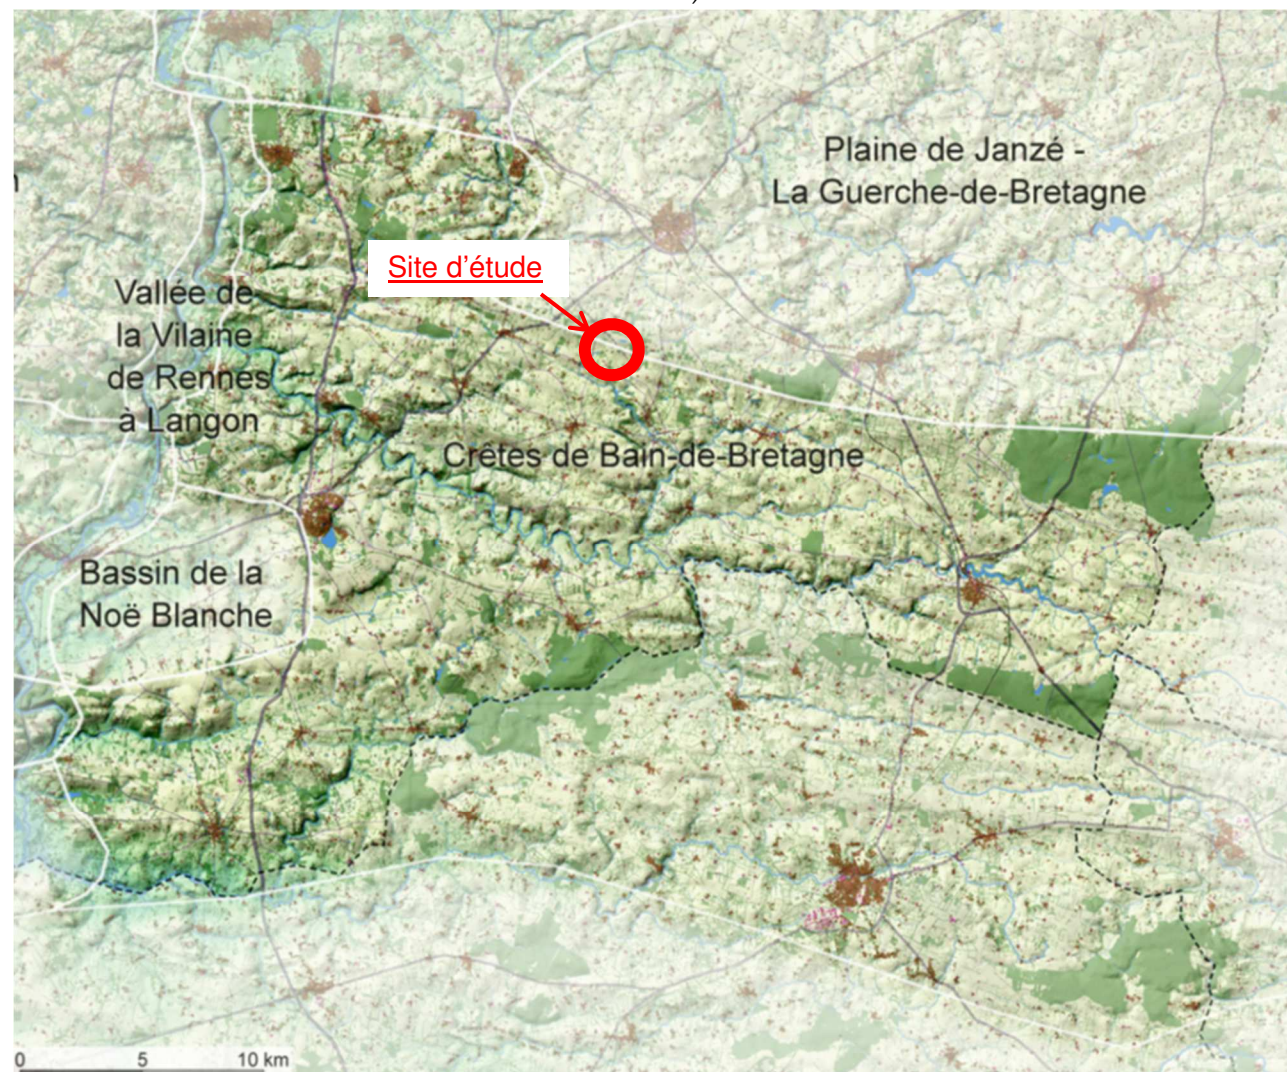 Plaine de Janzé -
La Guerche-de-Bretagne
Site d'étude
Vallée de
la Vilaine
de Rennes
à Langon
Crêtes de Bain-de-Bretagne
Bassin de la
Noë Blanche
0 5 10 km